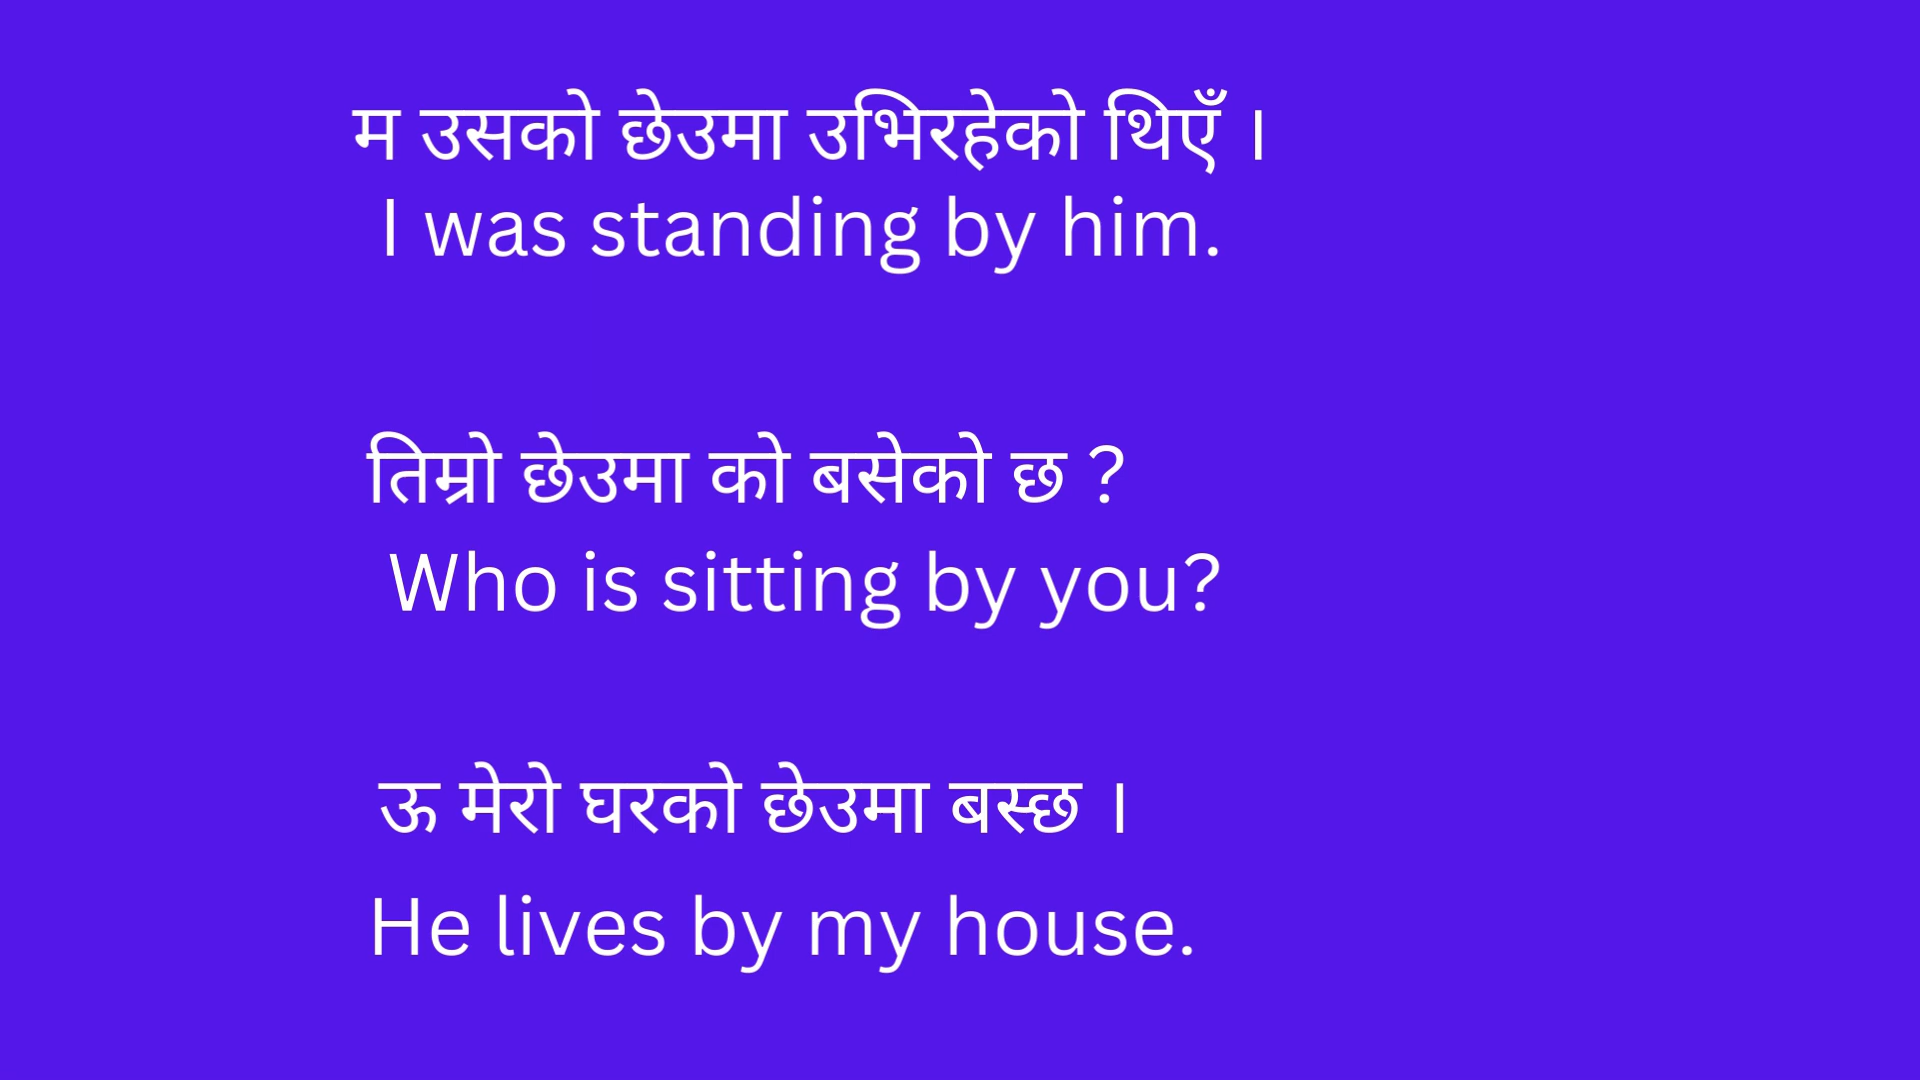 म उसको छेउमा उभिरहेको थिएँ ।
I was standing by him.
तिम्रो छेउमा को बसेको छ ?
Who is sitting by you?
ऊ मेरो घरको छेउमा बस्छ ।
He lives by my house.